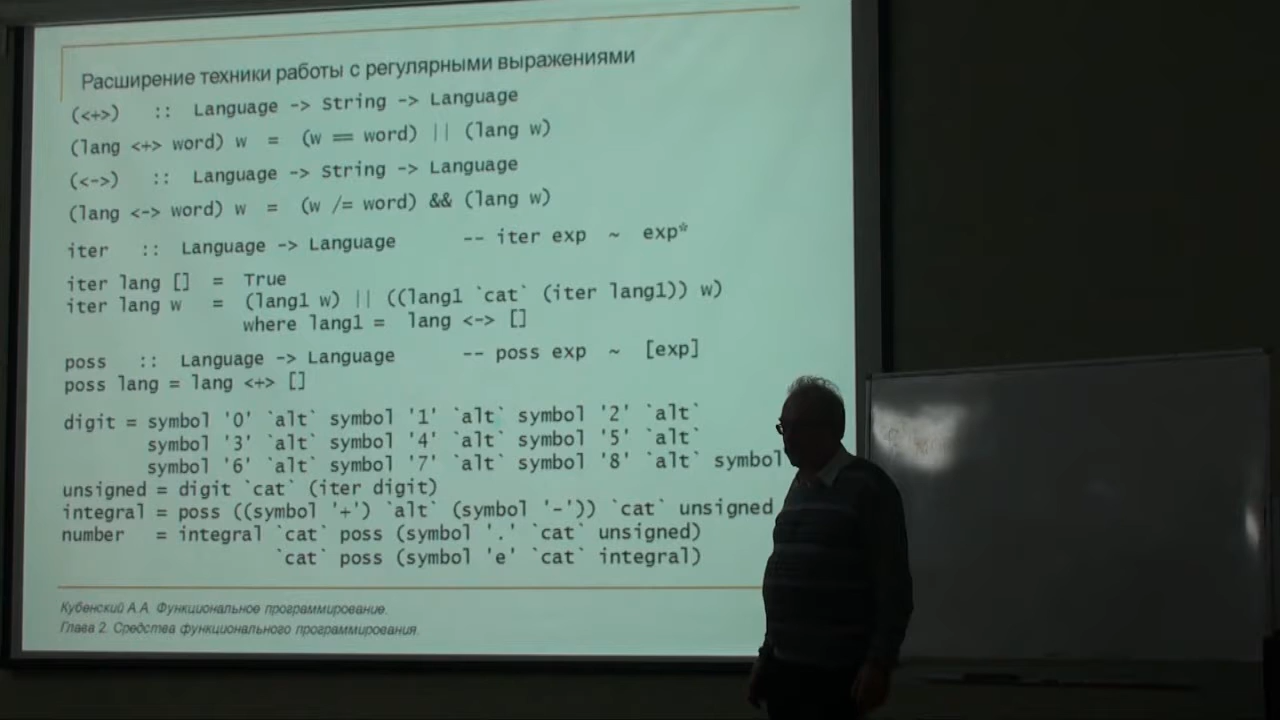 Расширение техники работы с регулярными выражениями
(<+>) :: Language -> String -> Language
(lang <+> word) w = (w == word) || (lang w)
(<->) :: Language -> String -> Language
(lang <-> word) w = (w /= word) && (lang w)
iter :: Language -> Language -- iter exp ~ exp*
iter lang [] = True
iter lang w = (lang1 w) || ((lang1 `cat` (iter lang1)) w)
where lang1 = lang <-> []
poss :: Language -> Language -- poss exp ~ [exp]
poss lang = lang <+> []
digit = symbol '0' `alt` symbol '1' `alt` symbol '2' `alt`
symbol '3' `alt` symbol '4' `alt` symbol '5' `alt`
symbol '6' `alt` symbol '7' `alt` symbol '8' `alt` symbol
unsigned = digit `cat` (iter digit)
integral = poss ((symbol '+') `alt` (symbol '-')) `cat` unsigned
number = integral `cat` poss (symbol '.' `cat` unsigned)
`cat` poss (symbol 'e' `cat` integral)
Кубенский А.А. Функциональное программирование.
Глава 2. Средства функционального программирования.